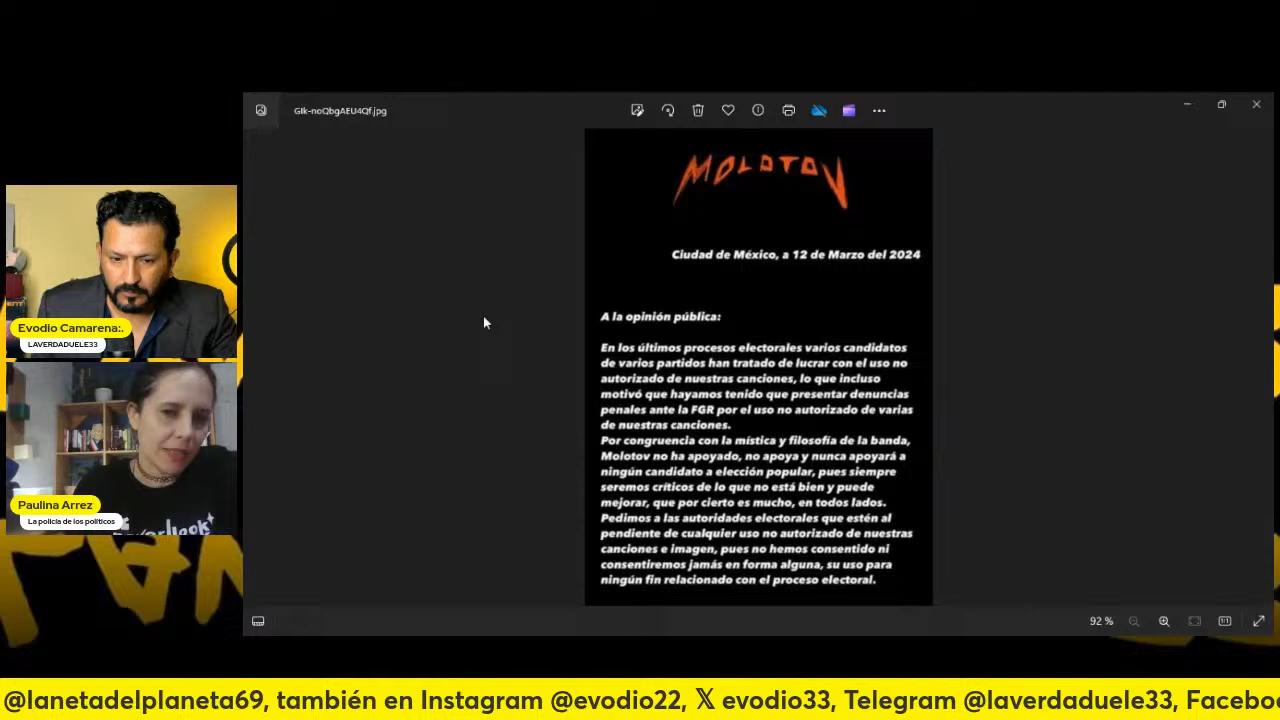 GIk-noQbgAEU4Qf.jpg
MOLOTOV
Ciudad de México, a 12 de Marzo del 2024
A la opinión pública:
En los últimos procesos electorales varios candidatos
de varios partidos han tratado de lucrar con el uso no
autorizado de nuestras canciones, lo que incluso
motivó que hayamos tenido que presentar denuncias
penales ante la FGR por el uso no autorizado de varias
de nuestras canciones.
Por congruencia con la mística y filosofía de la banda,
Molotov no ha apoyado, no apoya y nunca apoyará a
ningún candidato a elección popular, pues siempre
seremos críticos de lo que no está bien y puede
mejorar, que por cierto es mucho, en todos lados.
Pedimos a las autoridades electorales que estén al
pendiente de cualquier uso no autorizado de nuestras
canciones e imagen, pues no hemos consentido ni
consentiremos jamás en forma alguna, su uso para
ningún fin relacionado con el proceso electoral.
Evodio Camarena:.
LAVERDADUELE33
Paulina Arrez
La policía de los políticos
92 %
1:1
@lanetadelplaneta69, también en Instagram @evodio22, 𝕏 evodio33, Telegram @laverdaduele33, Facebo